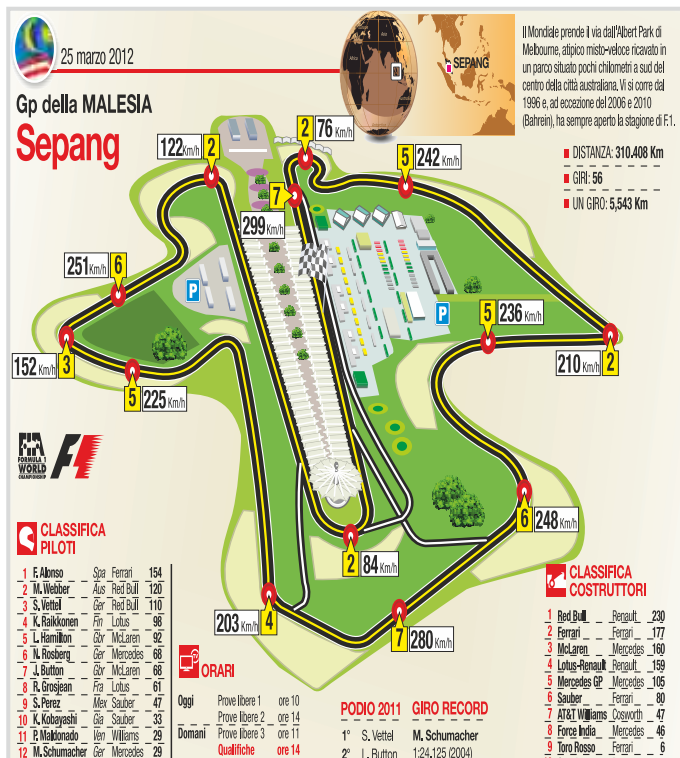 25 marzo 2012
Gp della MALESIA
Sepang
SEPANG
Il Mondiale prende il via dall'Albert Park di
Melbourne, atipico misto-veloce ricavato in
un parco situato pochi chilometri a sud del
centro della città australiana. Vi si corre dal
1996 e, ad eccezione del 2006 e 2010
(Bahrein), ha sempre aperto la stagione di F.1.
DISTANZA: 310.408 Km
GIRI: 56
UN GIRO: 5,543 Km
122 Km/h 2
2 76 Km/h
5 242 Km/h
7
299 Km/h
251 Km/h 6
P
P
5 236 Km/h
152 Km/h 3
210 Km/h 2
5 225 Km/h
6 248 Km/h
2 84 Km/h
203 Km/h 4
7 280 Km/h
FIA
FORMULA 1
WORLD
CHAMPIONSHIP
F1
CLASSIFICA
PILOTI
1 F. Alonso Spa Ferrari 154
2 M. Webber Aus Red Bull 120
3 S. Vettel Ger Red Bull 110
4 K. Raikkonen Fin Lotus 98
5 L. Hamilton Gbr McLaren 92
6 N. Rosberg Ger Mercedes 68
7 J. Button Gbr McLaren 68
8 R. Grosjean Fra Lotus 61
9 S. Perez Mex Sauber 47
10 K. Kobayashi Gia Sauber 33
11 P. Maldonado Ven Williams 29
12 M. Schumacher Ger Mercedes 29
ORARI
Oggi Prove libere 1 ore 10
Prove libere 2 ore 14
Domani Prove libere 3 ore 11
Qualifiche ore 14
PODIO 2011
1° S. Vettel
2° J. Button
GIRO RECORD
M. Schumacher
1:24.125 (2004)
CLASSIFICA
COSTRUTTORI
1 Red Bull Renault 230
2 Ferrari Ferrari 177
3 McLaren Mercedes 160
4 Lotus-Renault Renault 159
5 Mercedes GP Mercedes 105
6 Sauber Ferrari 80
7 AT&T Williams Cosworth 47
8 Force India Mercedes 46
9 Toro Rosso Ferrari 6